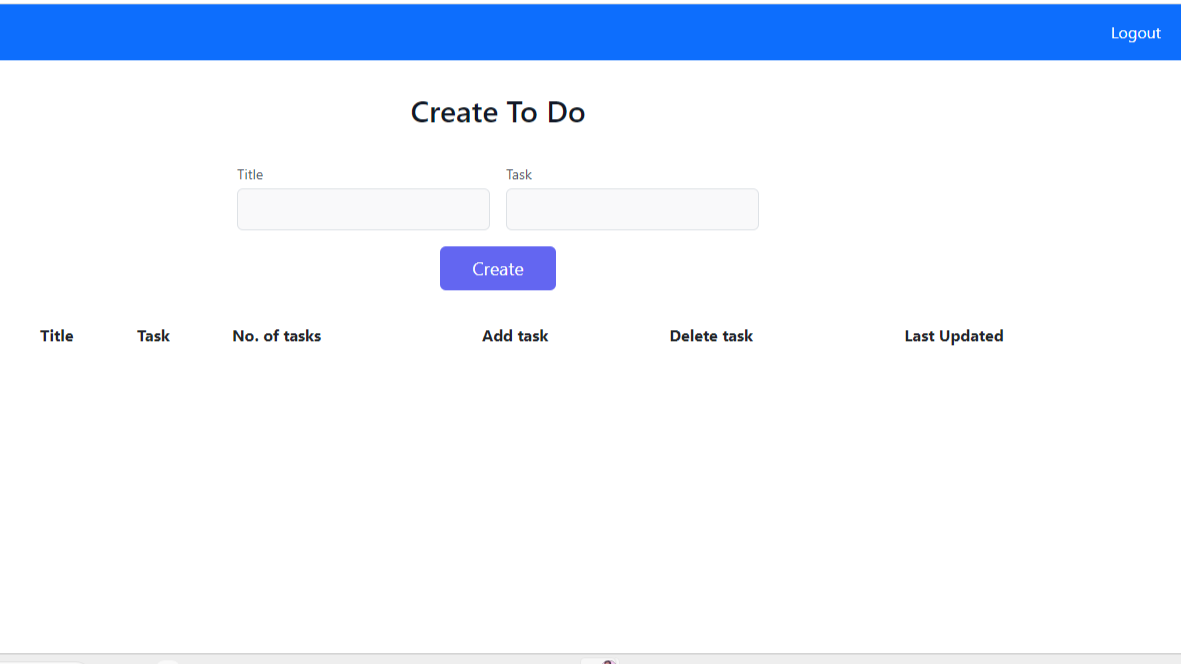 Logout
Create To Do
Title Task
Create
Title Task No. of tasks Add task Delete task Last Updated